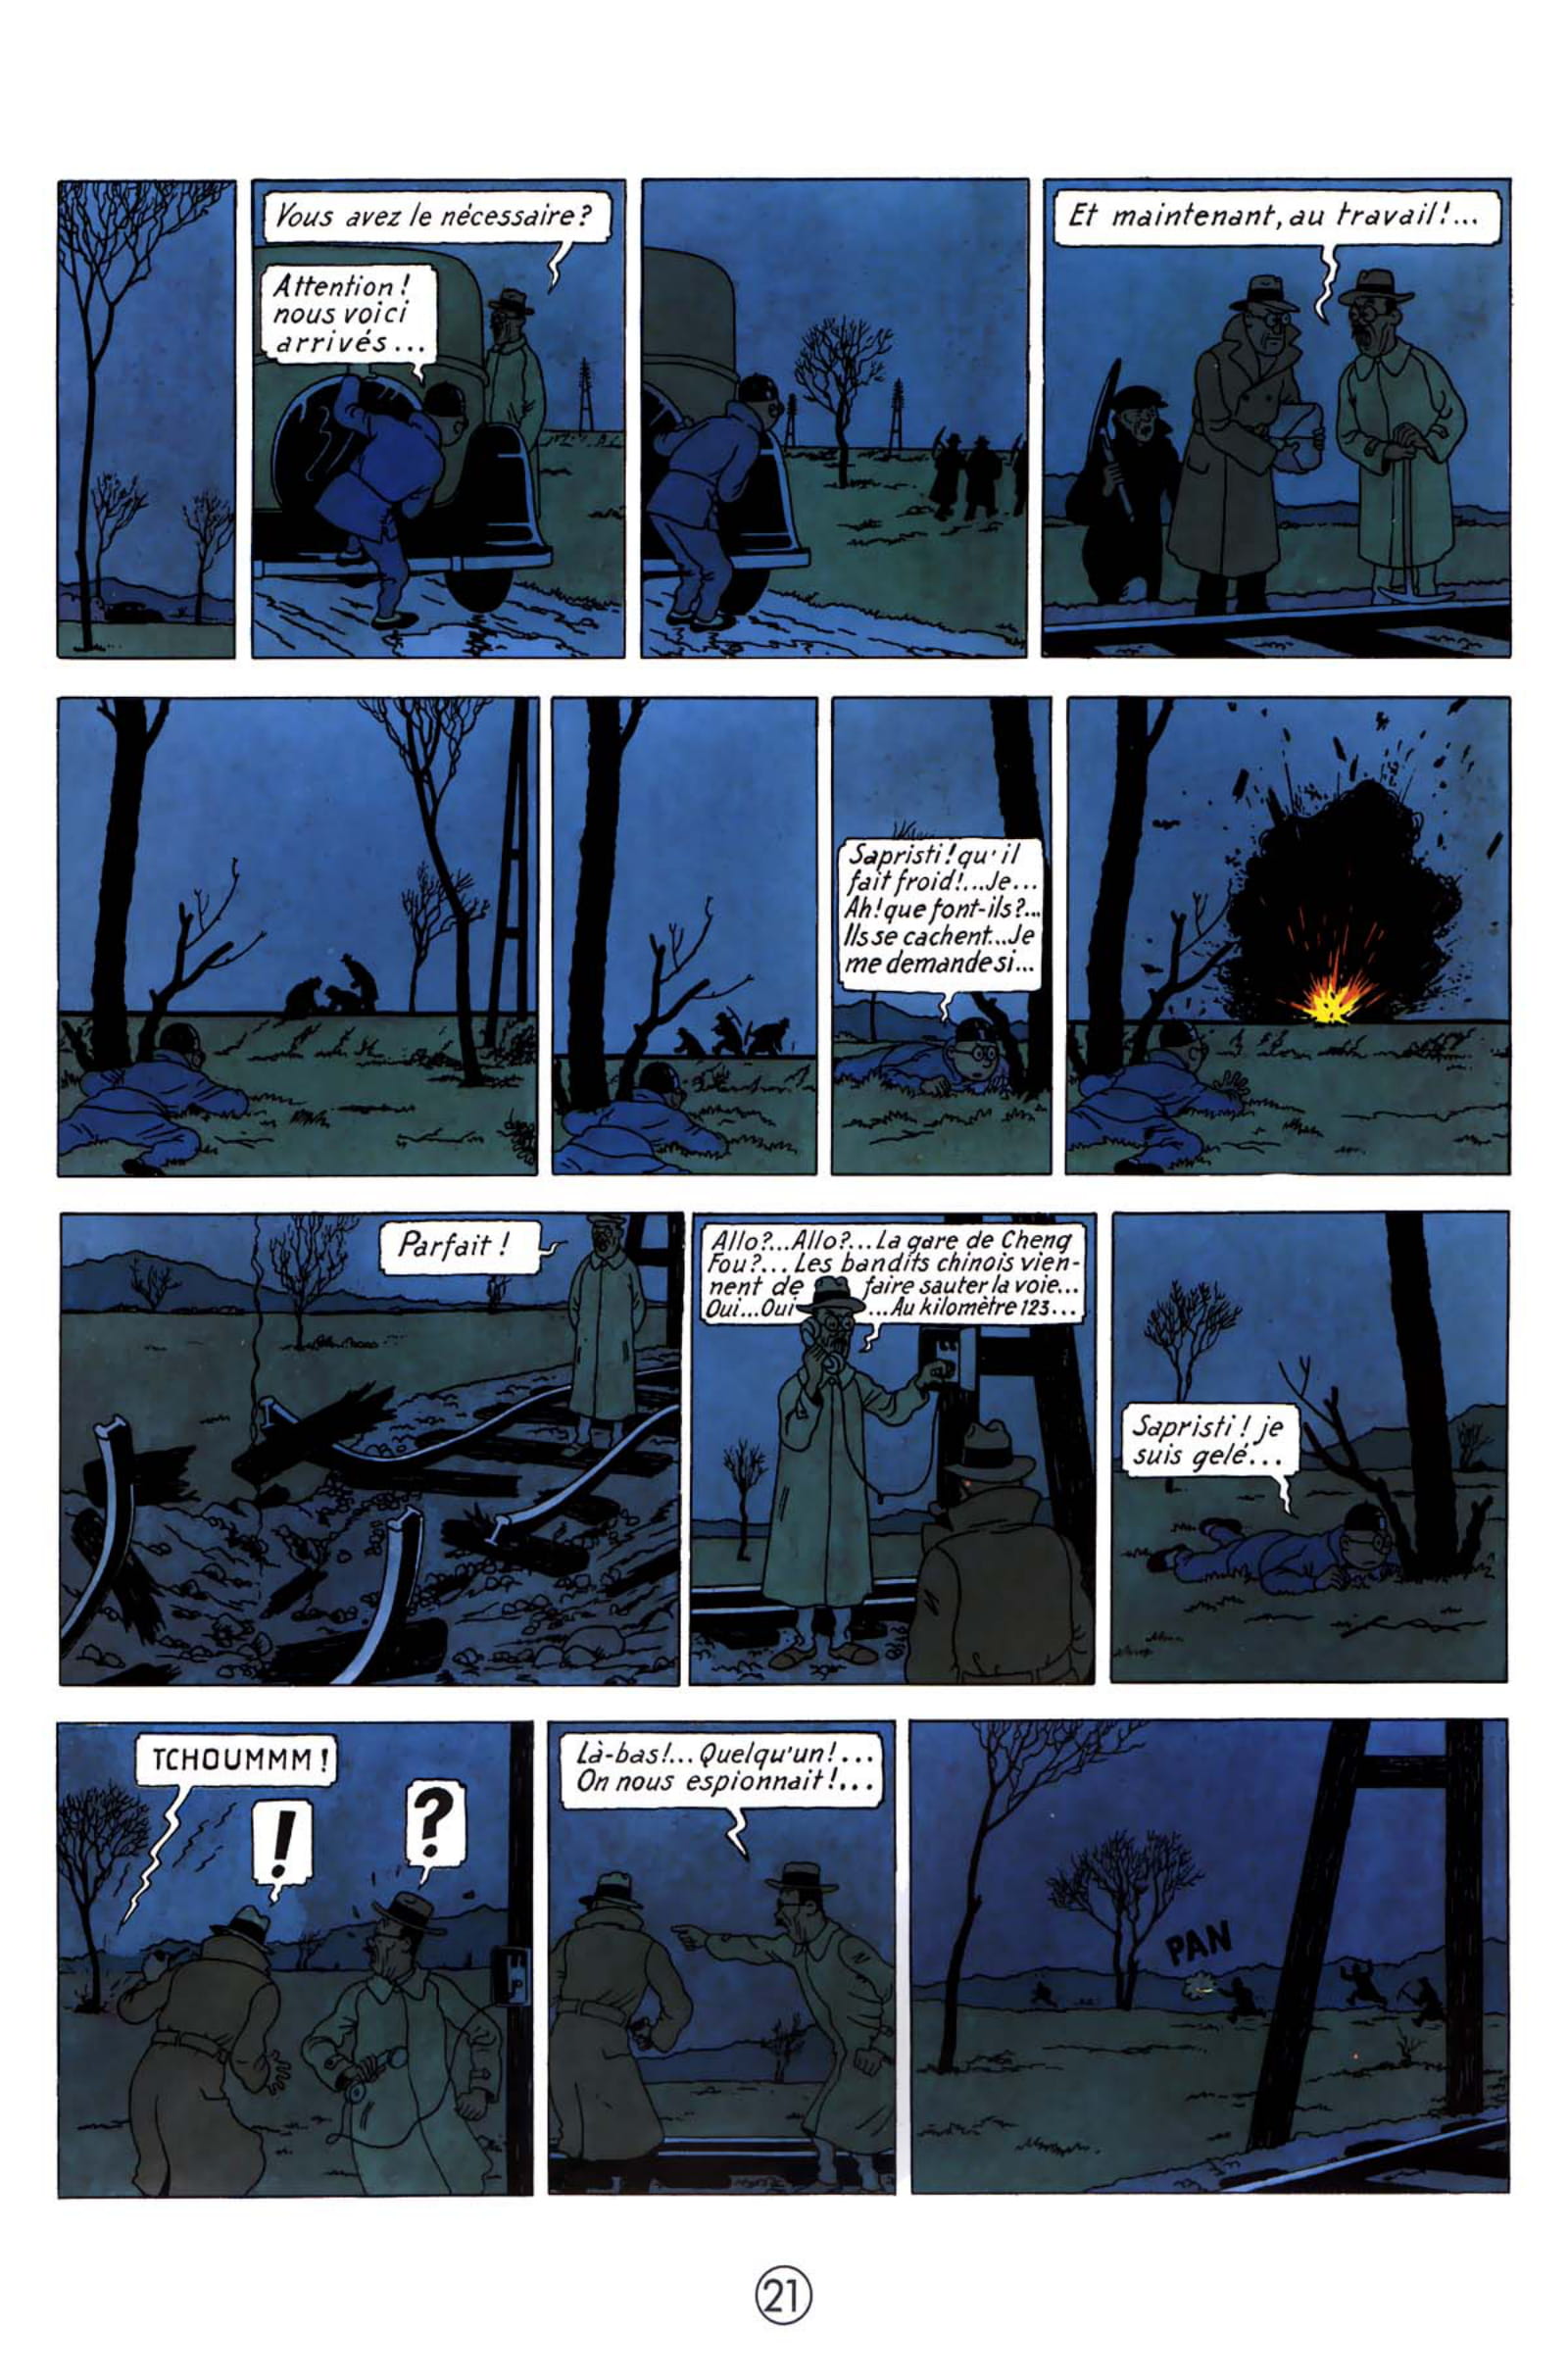 Vous avez le nécessaire?
Attention!
nous voici
arrivés...
Et maintenant, au travail!...
Sapristi! qu'il
fait froid!...Je...
Ah! que font-ils?...
Ils se cachent...Je
me demande si...
Parfait!
Allo?...Allo?...La gare de Cheng
Fou?... Les bandits chinois vien-
nent de faire sauter la voie...
Oui...Oui ...Au kilomètre 123...
Sapristi! je
suis gelé...
TCHOUMMM!
!
?
Là-bas!... Quelqu'un!...
On nous espionnait!...
PAN
21